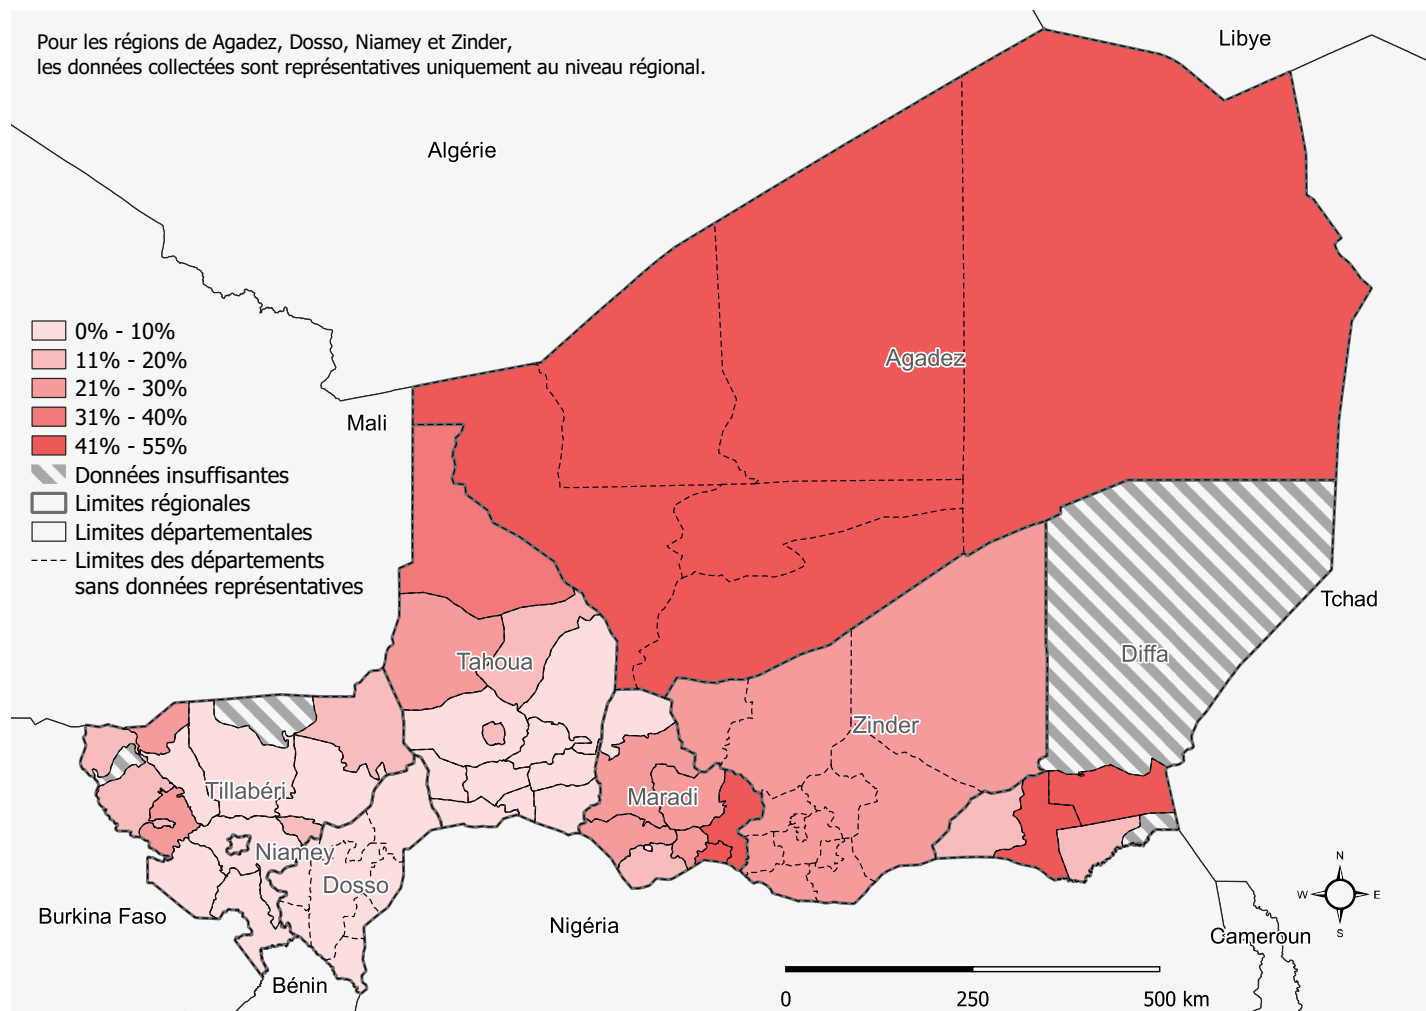 Pour les régions de Agadez, Dosso, Niamey et Zinder,
les données collectées sont représentatives uniquement au niveau régional.
Libye
Algérie
0% - 10%
11% - 20%
21% - 30%
31% - 40%
41% - 55%
Données insuffisantes
Limites régionales
Limites départementales
Limites des départements
sans données représentatives
Agadez
Mali
Tchad
Diffa
Tahoua
Zinder
Tillabéri
Maradi
Niamey
Dosso
Burkina Faso
Nigéria
Bénin
Cameroun
N
W E
S
0 250 500 km